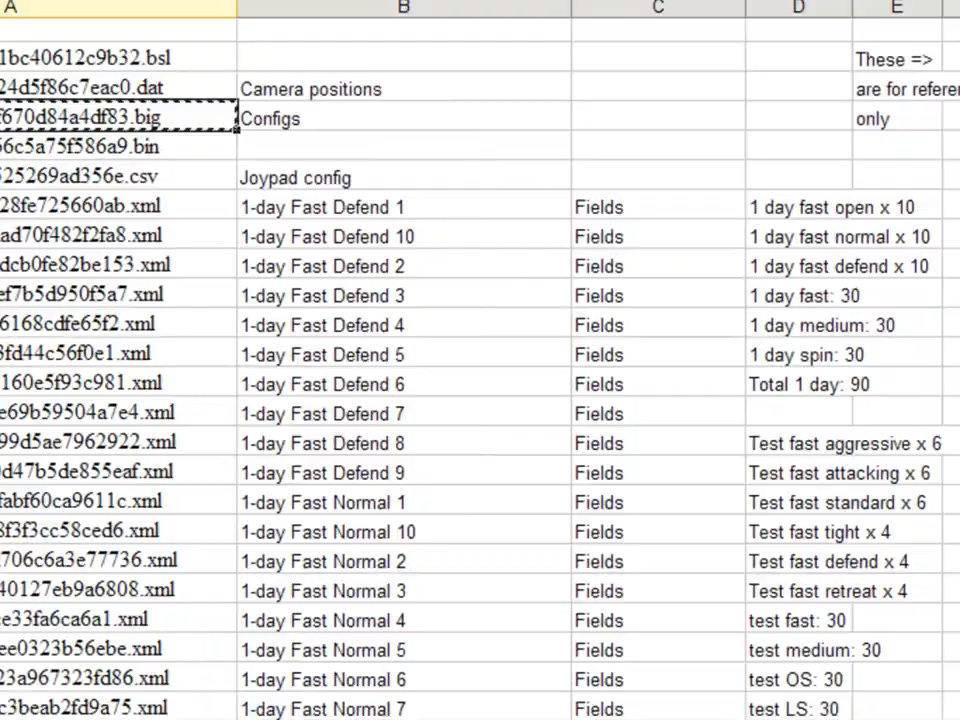 A B C D E
1bc40612c9b32.bsl These =>
24d5f86c7eac0.dat Camera positions are for referen
f670d84a4df83.big Configs only
56c5a75f586a9.bin
525269ad356e.csv Joypad config
28fe725660ab.xml 1-day Fast Defend 1 Fields 1 day fast open x 10
ad70f482f2fa8.xml 1-day Fast Defend 10 Fields 1 day fast normal x 10
dcb0fe82be153.xml 1-day Fast Defend 2 Fields 1 day fast defend x 10
ef7b5d950f5a7.xml 1-day Fast Defend 3 Fields 1 day fast: 30
6168cdfe65f2.xml 1-day Fast Defend 4 Fields 1 day medium: 30
3fd44c56f0e1.xml 1-day Fast Defend 5 Fields 1 day spin: 30
160e5f93c981.xml 1-day Fast Defend 6 Fields Total 1 day: 90
e69b59504a7e4.xml 1-day Fast Defend 7 Fields
99d5ae7962922.xml 1-day Fast Defend 8 Fields Test fast aggressive x 6
0d47b5de855eaf.xml 1-day Fast Defend 9 Fields Test fast attacking x 6
fabf60ca9611c.xml 1-day Fast Normal 1 Fields Test fast standard x 6
8f3f3cc58ced6.xml 1-day Fast Normal 10 Fields Test fast tight x 4
706c6a3e77736.xml 1-day Fast Normal 2 Fields Test fast defend x 4
40127eb9a6808.xml 1-day Fast Normal 3 Fields Test fast retreat x 4
ce33fa6ca6a1.xml 1-day Fast Normal 4 Fields test fast: 30
ee0323b56ebe.xml 1-day Fast Normal 5 Fields test medium: 30
23a967323fd86.xml 1-day Fast Normal 6 Fields test OS: 30
c3beab2fd9a75.xml 1-day Fast Normal 7 Fields test LS: 30